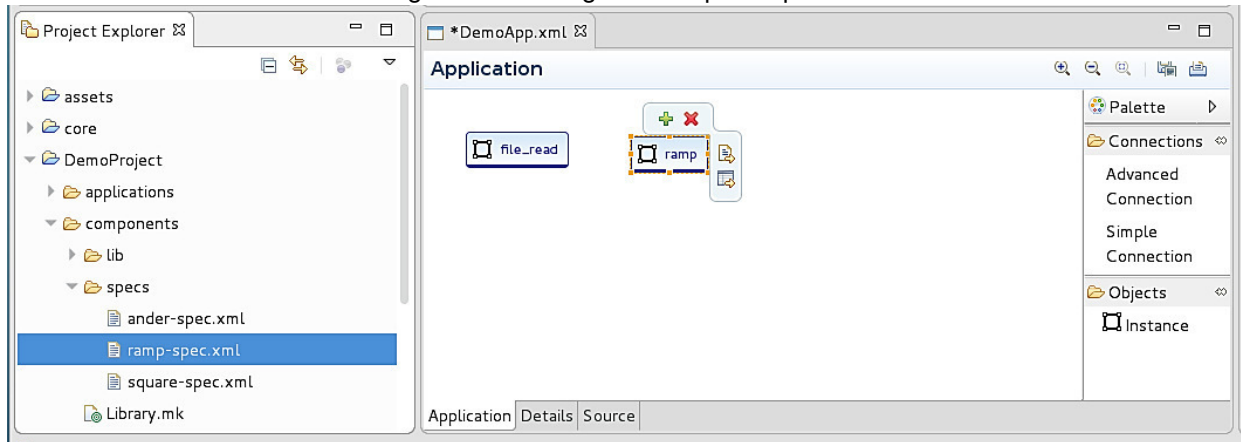 Project Explorer
assets
core
DemoProject
applications
components
lib
specs
ander-spec.xml
ramp-spec.xml
square-spec.xml
Library.mk
*DemoApp.xml
Application
file_read
ramp
Palette
Connections
Advanced
Connection
Simple
Connection
Objects
Instance
Application Details Source